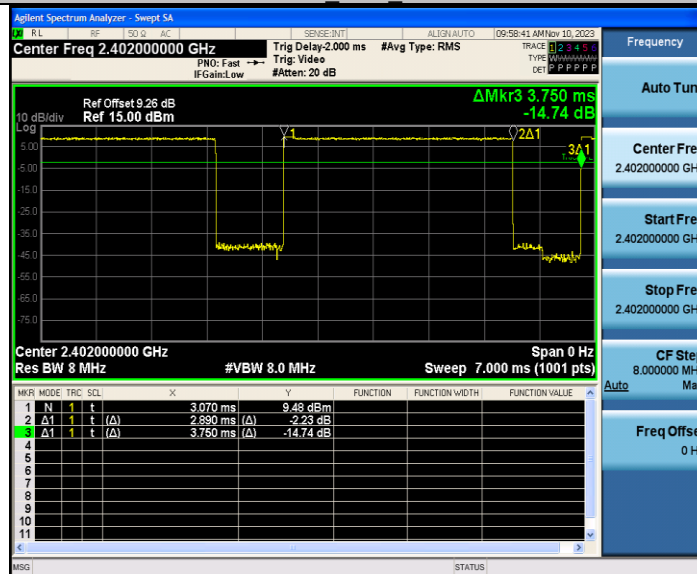 Agilent Spectrum Analyzer - Swept SA
RL RF 50 Ω AC SENSE:INT ALIGN AUTO 09:58:41 AM Nov 10, 2023
Center Freq 2.402000000 GHz
PNO: Fast
IFGain:Low
Trig Delay-2.000 ms
Trig: Video
#Atten: 20 dB
#Avg Type: RMS
TRACE 1 2 3 4 5 6
TYPE
DET P P P P P P
Ref Offset 9.26 dB
10 dB/div Ref 15.00 dBm
Log
ΔMkr3 3.750 ms
-14.74 dB
1
2Δ1
3Δ1
5.00
-5.00
-15.0
-25.0
-35.0
-45.0
-55.0
-65.0
-75.0
Center 2.402000000 GHz Span 0 Hz
Res BW 8 MHz #VBW 8.0 MHz Sweep 7.000 ms (1001 pts)
MKR MODE TRC SCL X Y FUNCTION FUNCTION WIDTH FUNCTION VALUE
1 N 1 t 3.070 ms 9.48 dBm
2 Δ1 1 t (Δ) 2.890 ms (Δ) -2.23 dB
3 Δ1 1 t (Δ) 3.750 ms (Δ) -14.74 dB
4
5
6
7
8
9
10
11
MSG STATUS
Frequency
Auto Tun
Center Fre
2.402000000 GH
Start Fre
2.402000000 GH
Stop Fre
2.402000000 GH
CF Ste
8.000000 MH
Auto Ma
Freq Offse
0 H